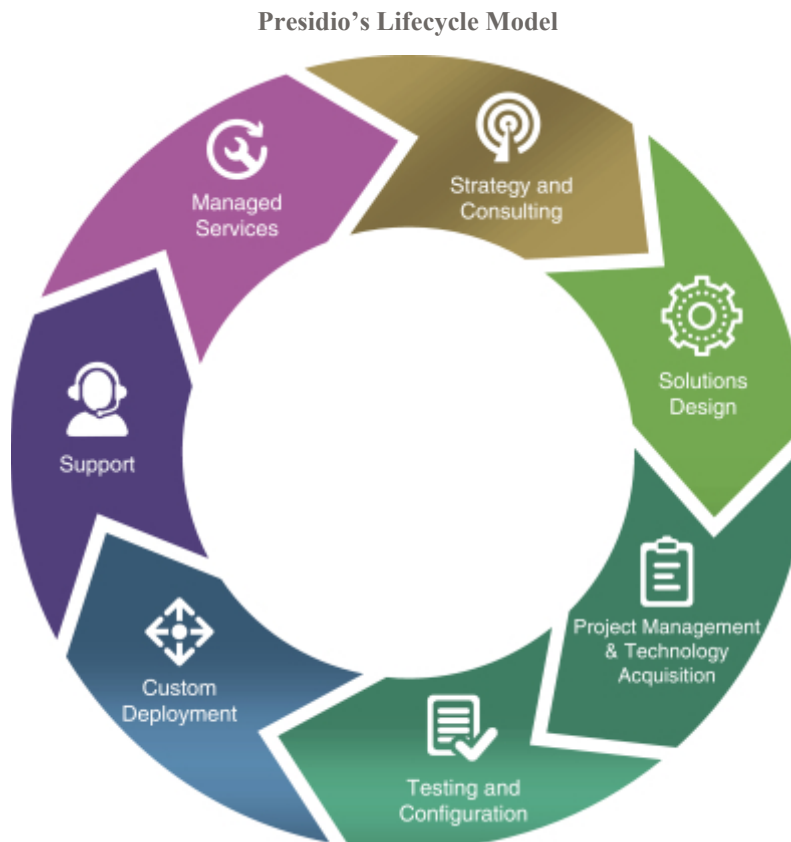 Presidio’s Lifecycle Model
Strategy and
Consulting
Solutions
Design
Project Management
& Technology
Acquisition
Testing and
Configuration
Custom
Deployment
Support
Managed
Services